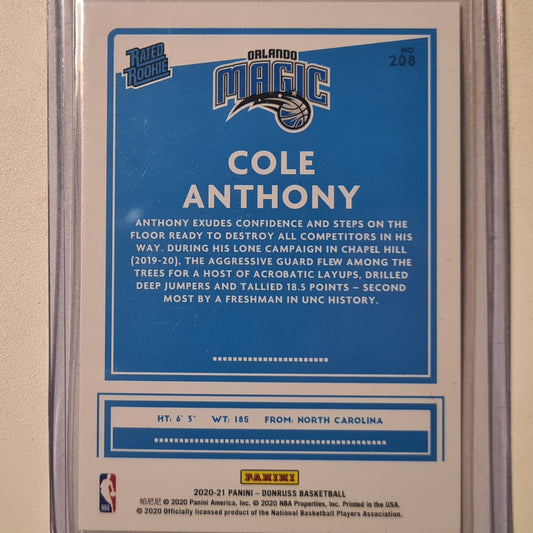 RATED
ROOKIE
ORLANDO
MAGIC
NO.
208
COLE
ANTHONY
ANTHONY EXUDES CONFIDENCE AND STEPS ON THE
FLOOR READY TO DESTROY ALL COMPETITORS IN HIS
WAY. DURING HIS LONE CAMPAIGN IN CHAPEL HILL
(2019-20), THE AGGRESSIVE GUARD FLEW AMONG THE
TREES FOR A HOST OF ACROBATIC LAYUPS, DRILLED
DEEP JUMPERS AND TALLIED 18.5 POINTS – SECOND
MOST BY A FRESHMAN IN UNC HISTORY.
HT: 6' 3" WT: 185 FROM: NORTH CAROLINA
PANINI
2020-21 PANINI – DONRUSS BASKETBALL
帕尼尼 © 2020 Panini America, Inc. © 2020 NBA Properties, Inc. Printed in the USA.
© 2020 Officially licensed product of the National Basketball Players Association.
NBA